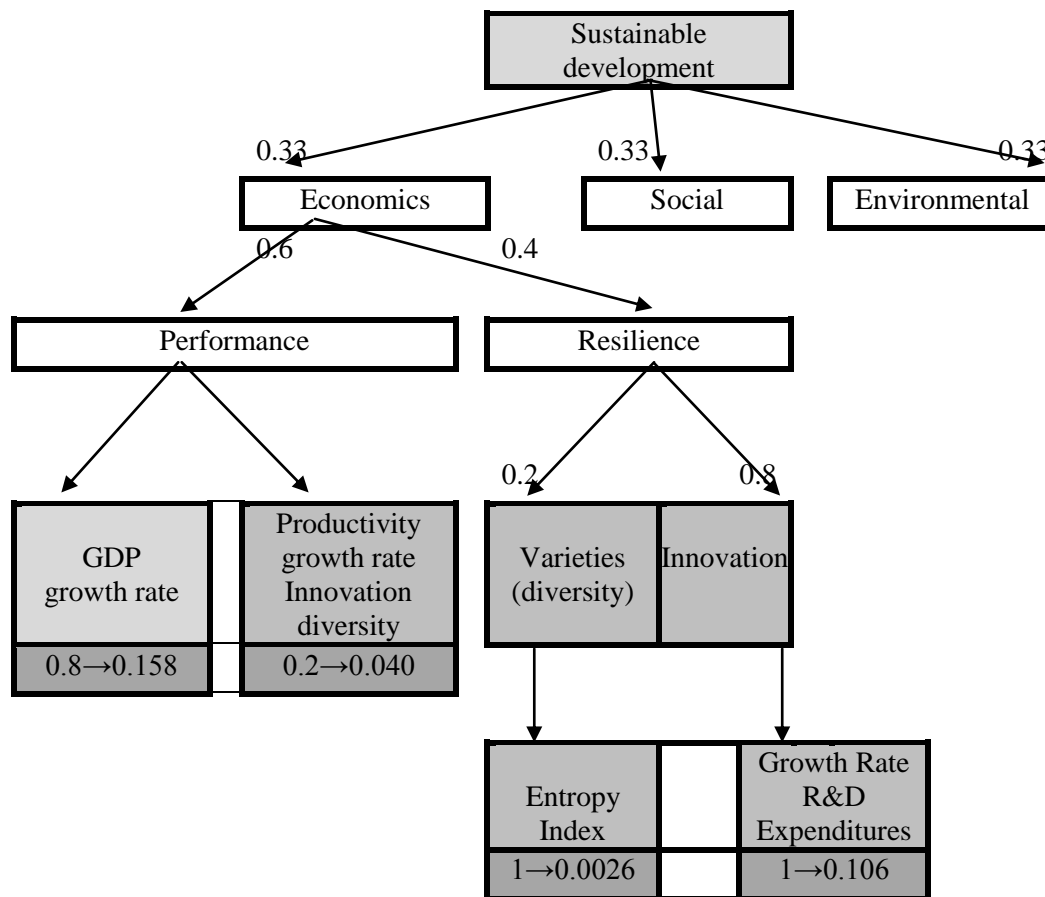 Sustainable
development
0.33
0.33
0.33
Economics
Social
Environmental
0.6
0.4
Performance
Resilience
0.2
0.8
GDP
growth rate
Productivity
growth rate
Innovation
diversity
Varieties
(diversity)
Innovation
0.8→0.158
0.2→0.040
Entropy
Index
Growth Rate
R&D
Expenditures
1→0.0026
1→0.106